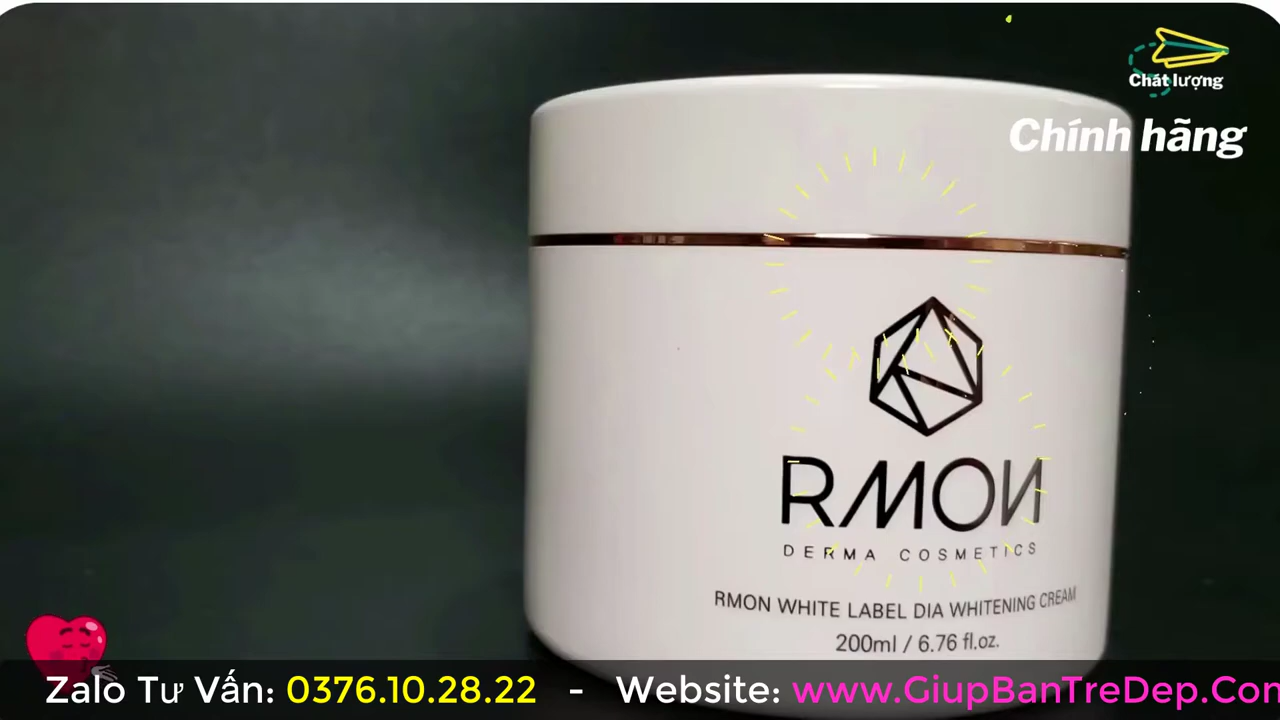 Chất lượng
Chính hãng
RMON
DERMA COSMETICS
RMON WHITE LABEL DIA WHITENING CREAM
200ml / 6.76 fl.oz.
Zalo Tư Vấn: 0376.10.28.22 - Website: www.GiupBanTreDep.Com